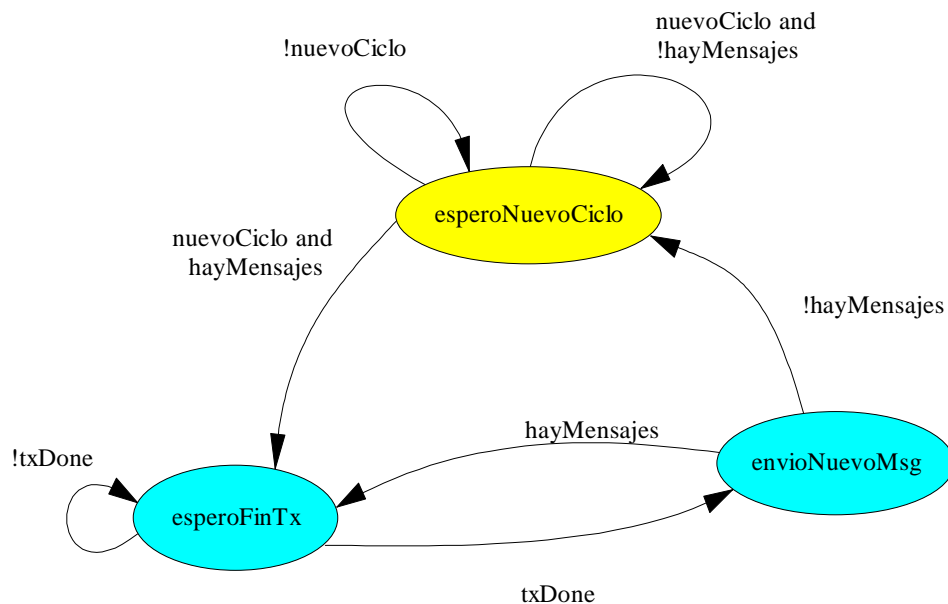 nuevoCiclo and
!hayMensajes
!nuevoCiclo
esperoNuevoCiclo
nuevoCiclo and
hayMensajes
!hayMensajes
hayMensajes
!txDone
envioNuevoMsg
esperoFinTx
txDone